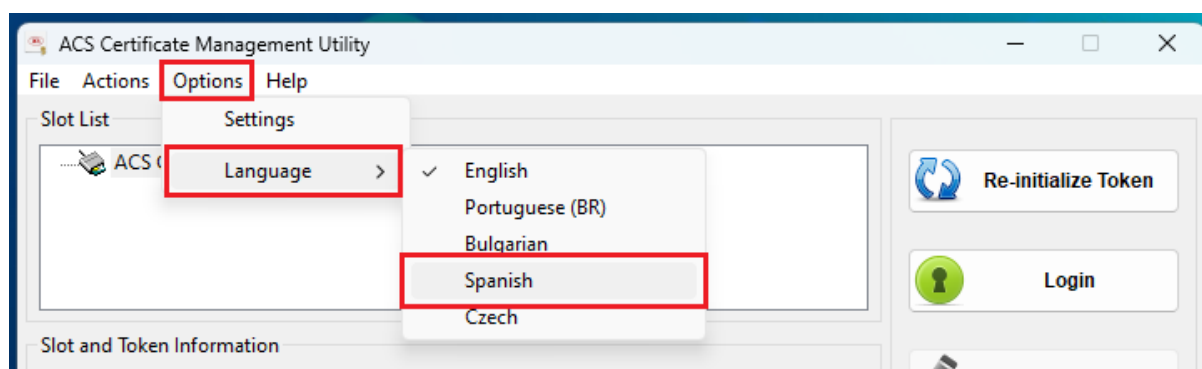 ACS Certificate Management Utility
File Actions Options Help
Slot List
Settings
ACS
Language
English
Portuguese (BR)
Bulgarian
Spanish
Czech
Re-initialize Token
Login
Slot and Token Information